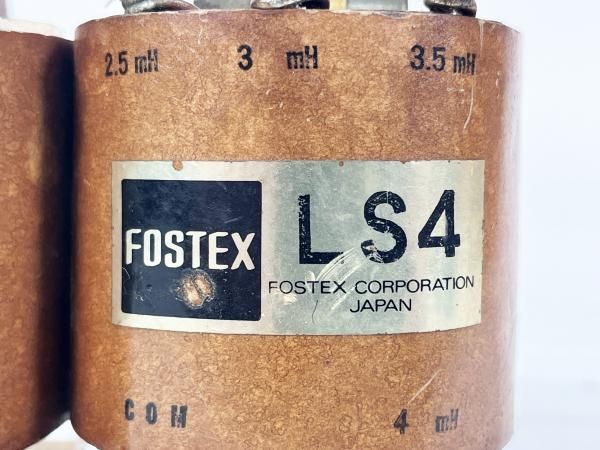 2.5 mH 3 mH 3.5 mH
FOSTEX LS4
FOSTEX CORPORATION
JAPAN
COM 4 mH